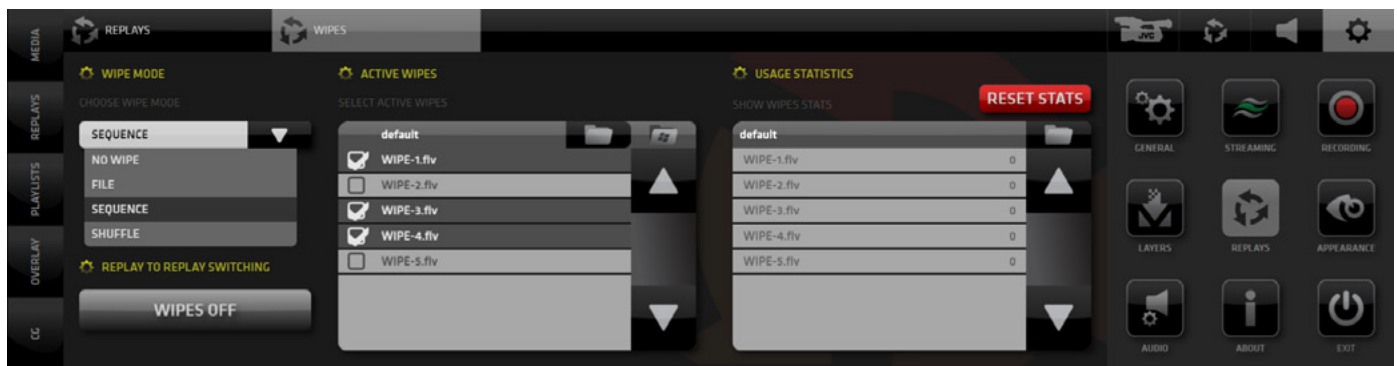 MEDIA
REPLAYS
PLAYLISTS
OVERLAY
CG
REPLAYS
WIPES
JVC
WIPE MODE
CHOOSE WIPE MODE
SEQUENCE
NO WIPE
FILE
SEQUENCE
SHUFFLE
REPLAY TO REPLAY SWITCHING
WIPES OFF
ACTIVE WIPES
SELECT ACTIVE WIPES
default
WIPE-1.flv
WIPE-2.flv
WIPE-3.flv
WIPE-4.flv
WIPE-5.flv
USAGE STATISTICS
SHOW WIPES STATS
RESET STATS
default
WIPE-1.flv 0
WIPE-2.flv 0
WIPE-3.flv 0
WIPE-4.flv 0
WIPE-5.flv 0
GENERAL STREAMING RECORDING
LAYERS REPLAYS APPEARANCE
AUDIO ABOUT EXIT